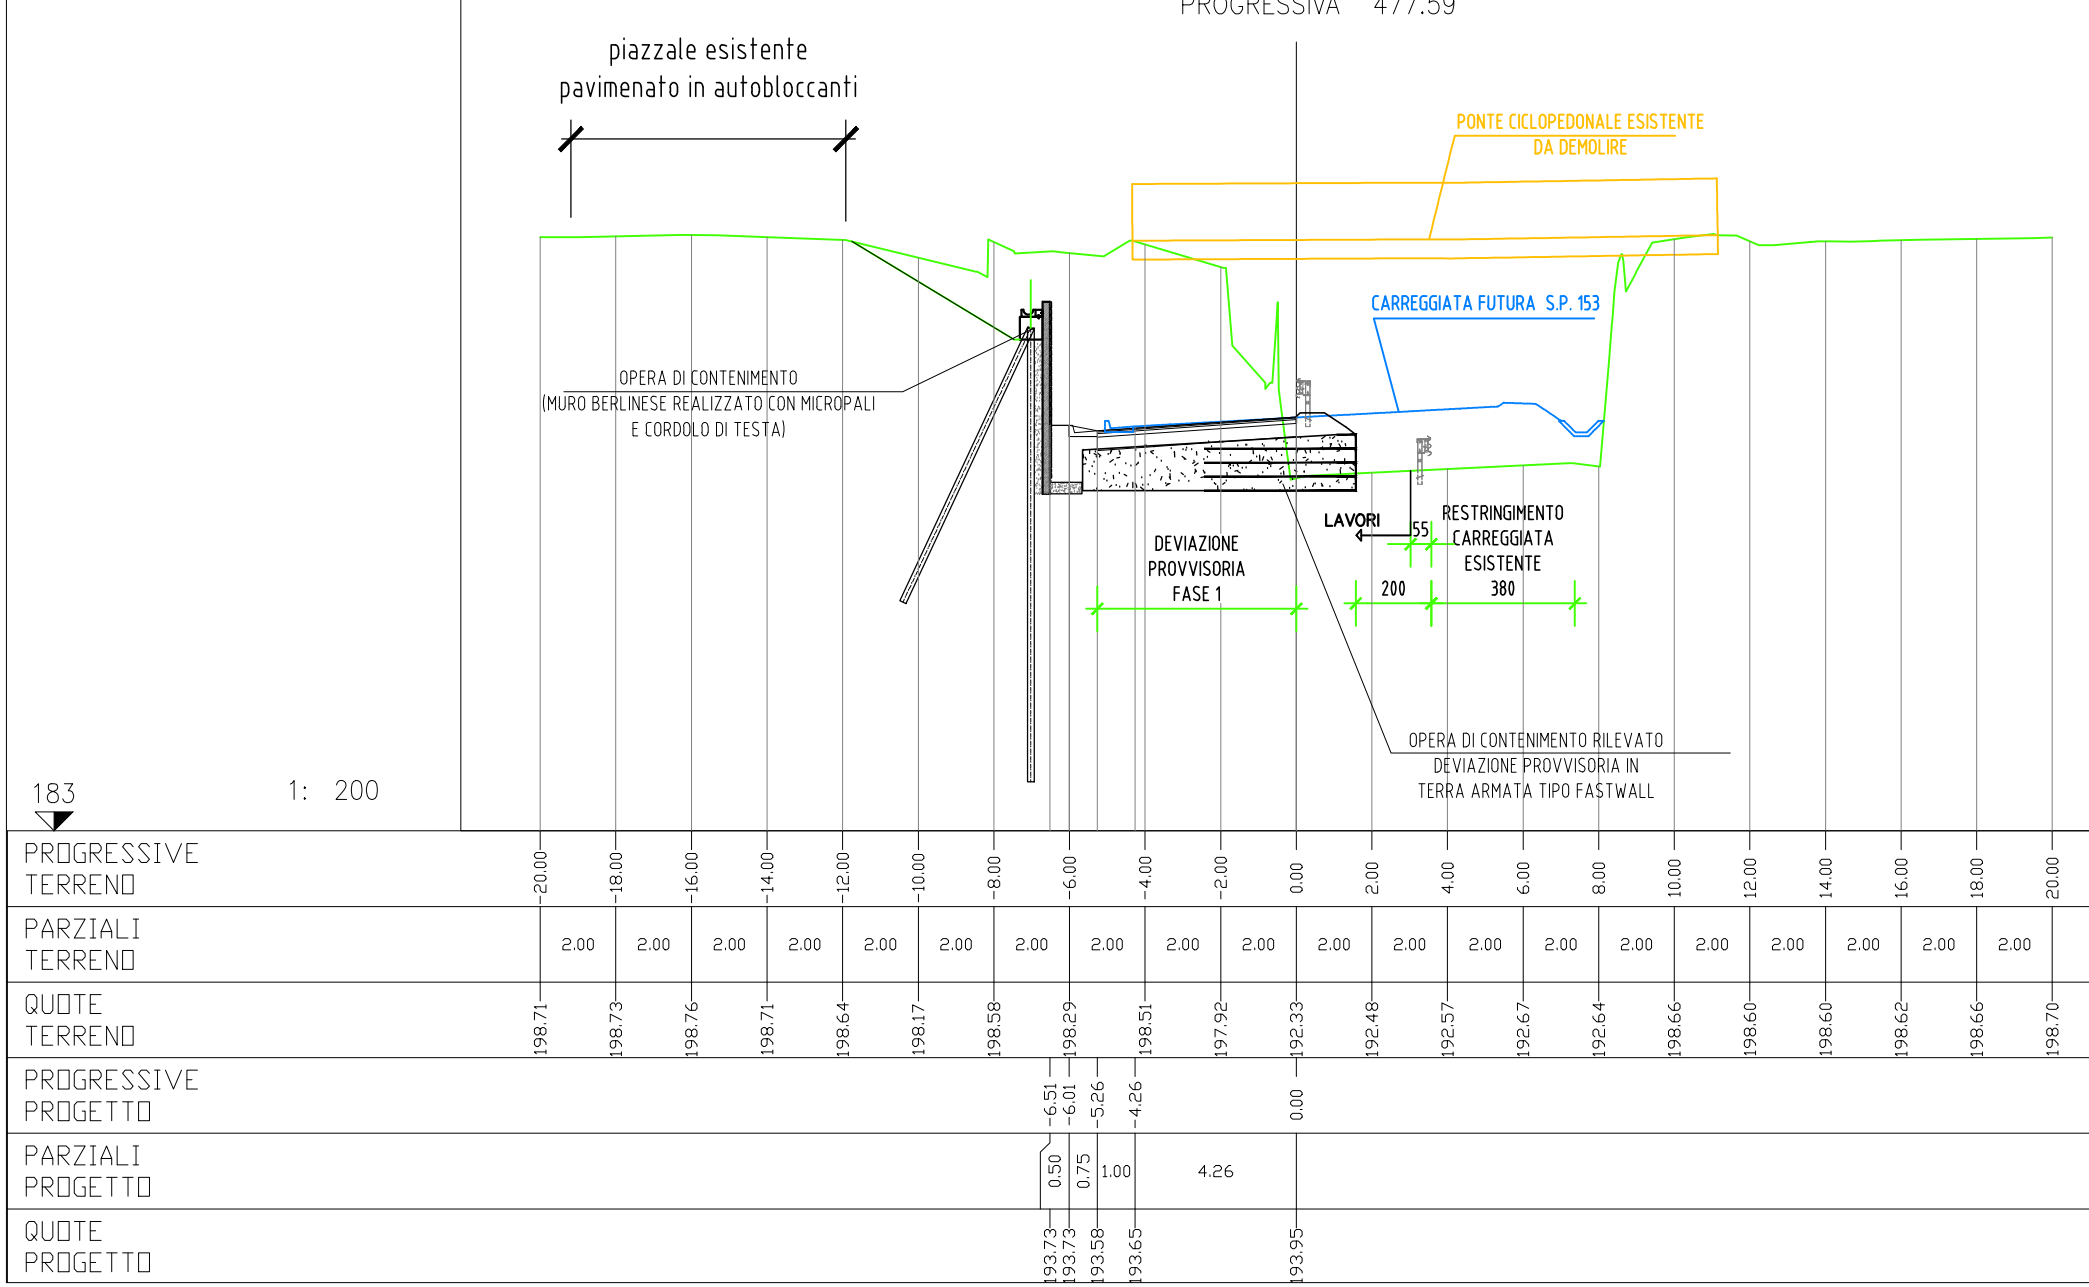 PROGRESSIVA 477.59
piazzale esistente
pavimenato in autobloccanti
PONTE CICLOPEDONALE ESISTENTE
DA DEMOLIRE
CARREGGIATA FUTURA S.P. 153
OPERA DI CONTENIMENTO
(MURO BERLINESE REALIZZATO CON MICROPALI
E CORDOLO DI TESTA)
LAVORI
55
RESTRINGIMENTO
CARREGGIATA
ESISTENTE
DEVIAZIONE
PROVVISORIA
FASE 1
200
380
OPERA DI CONTENIMENTO RILEVATO
DEVIAZIONE PROVVISORIA IN
TERRA ARMATA TIPO FASTWALL
183
1: 200
PROGRESSIVE
TERRENO
-20.00 -18.00 -16.00 -14.00 -12.00 -10.00 -8.00 -6.00 -4.00 -2.00 0.00 2.00 4.00 6.00 8.00 10.00 12.00 14.00 16.00 18.00 20.00
PARZIALI
TERRENO
2.00 2.00 2.00 2.00 2.00 2.00 2.00 2.00 2.00 2.00 2.00 2.00 2.00 2.00 2.00 2.00 2.00 2.00 2.00 2.00
QUOTE
TERRENO
198.71 198.73 198.76 198.71 198.64 198.17 198.58 198.29 198.51 197.92 192.33 192.48 192.57 192.67 192.64 198.66 198.60 198.60 198.62 198.66 198.70
PROGRESSIVE
PROGETTO
-6.51 -6.01 -5.26 -4.26 0.00
PARZIALI
PROGETTO
0.50 0.75 1.00 4.26
QUOTE
PROGETTO
193.73 193.73 193.58 193.65 193.95